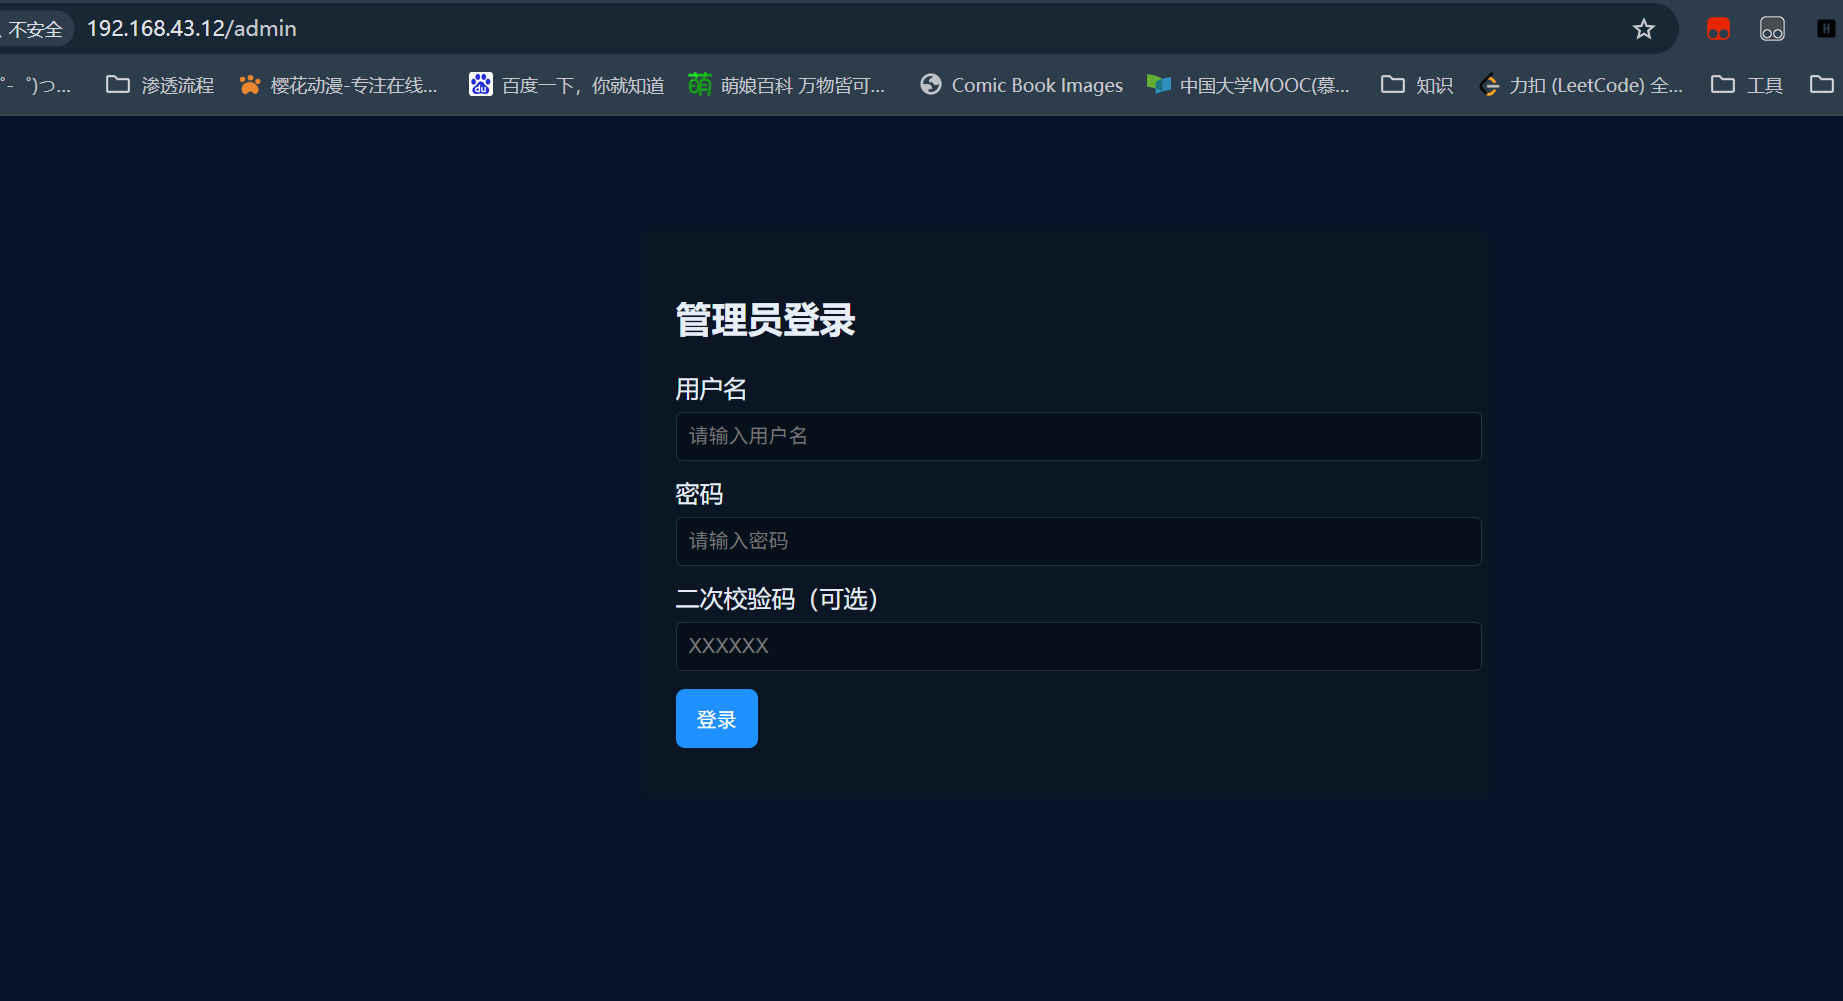 不安全 192.168.43.12/admin
゜- ゜)つ... 渗透流程 樱花动漫-专注在线... 百度一下，你就知道 萌娘百科 万物皆可... Comic Book Images 中国大学MOOC(慕... 知识 力扣 (LeetCode) 全... 工具
管理员登录
用户名
请输入用户名
密码
请输入密码
二次校验码（可选）
XXXXXX
登录